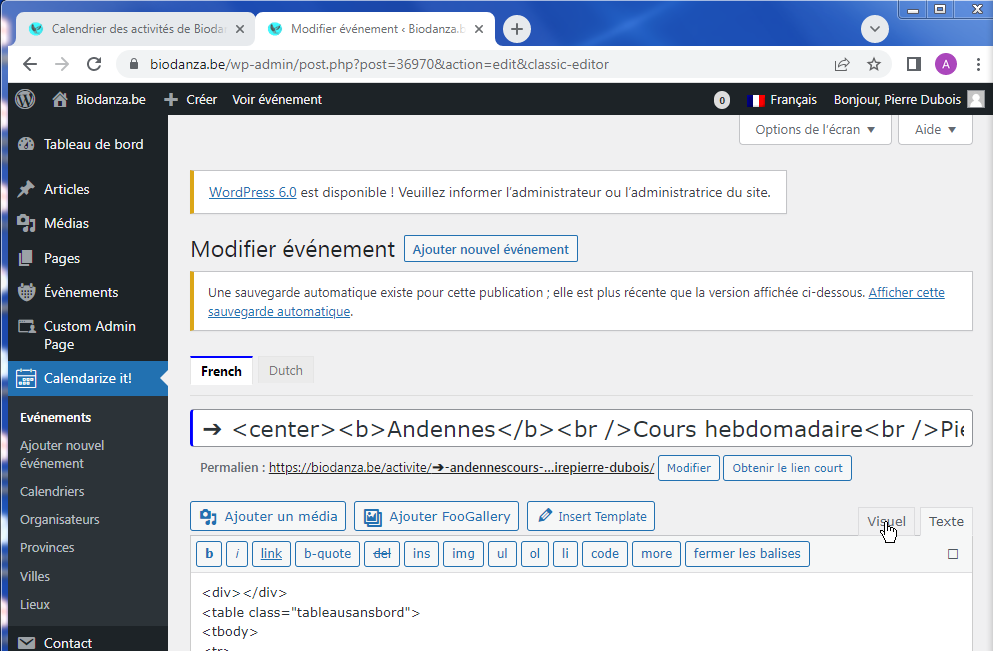 Calendrier des activités de Bioda
Modifier événement ‹ Biodanza.b
biodanza.be/wp-admin/post.php?post=36970&action=edit&classic-editor
A
Biodanza.be
Créer
Voir événement
0
Français
Bonjour, Pierre Dubois
Options de l'écran ▼
Aide ▼
Tableau de bord
Articles
Médias
Pages
Évènements
Custom Admin
Page
Calendarize it!
Evénements
Ajouter nouvel
événement
Calendriers
Organisateurs
Provinces
Villes
Lieux
Contact
WordPress 6.0 est disponible ! Veuillez informer l’administrateur ou l’administratrice du site.
Modifier événement
Ajouter nouvel événement
Une sauvegarde automatique existe pour cette publication ; elle est plus récente que la version affichée ci-dessous. Afficher cette
sauvegarde automatique.
French
Dutch
➔ <center><b>Andennes</b><br />Cours hebdomadaire<br />Pie
Permalien : https://biodanza.be/activite/➔-andennescours-...irepierre-dubois/
Modifier
Obtenir le lien court
Ajouter un média
Ajouter FooGallery
Insert Template
Visuel
Texte
b
i
link
b-quote
del
ins
img
ul
ol
li
code
more
fermer les balises
<div></div>
<table class="tableausansbord">
<tbody>
<tr>